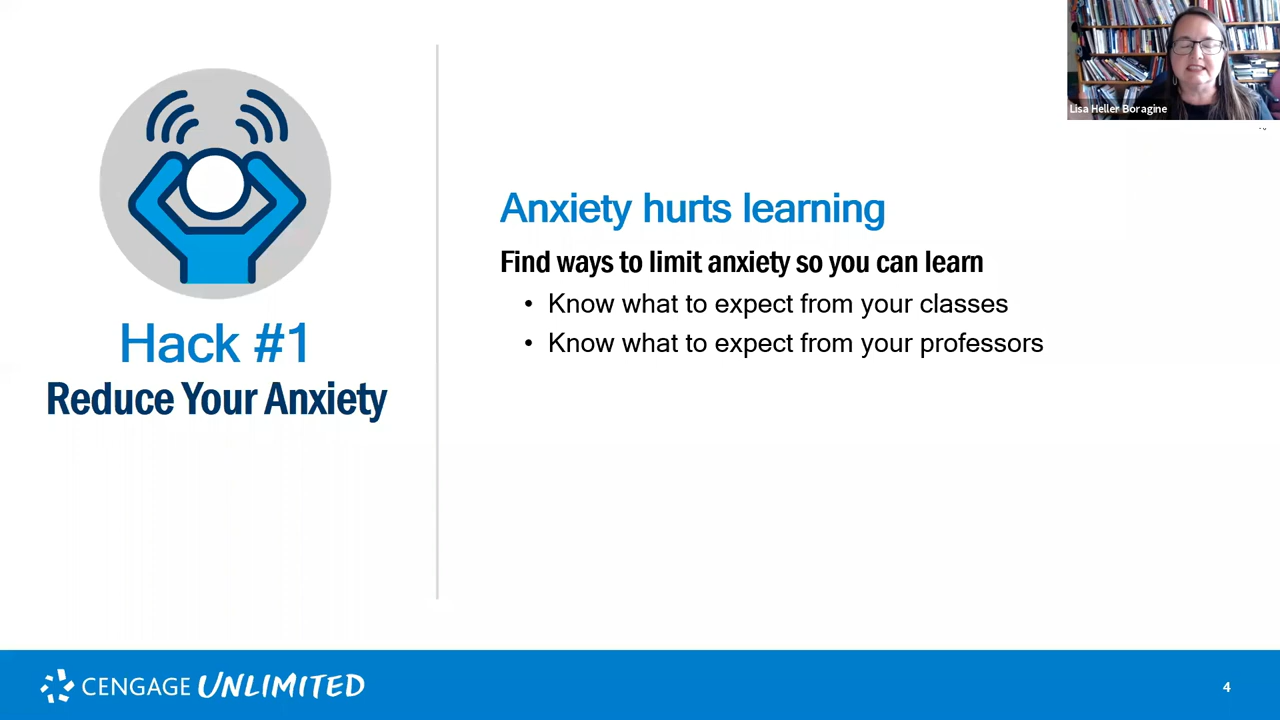 Lisa Heller Boragine
Hack #1
Reduce Your Anxiety
Anxiety hurts learning
Find ways to limit anxiety so you can learn
• Know what to expect from your classes
• Know what to expect from your professors
CENGAGE UNLIMITED
4